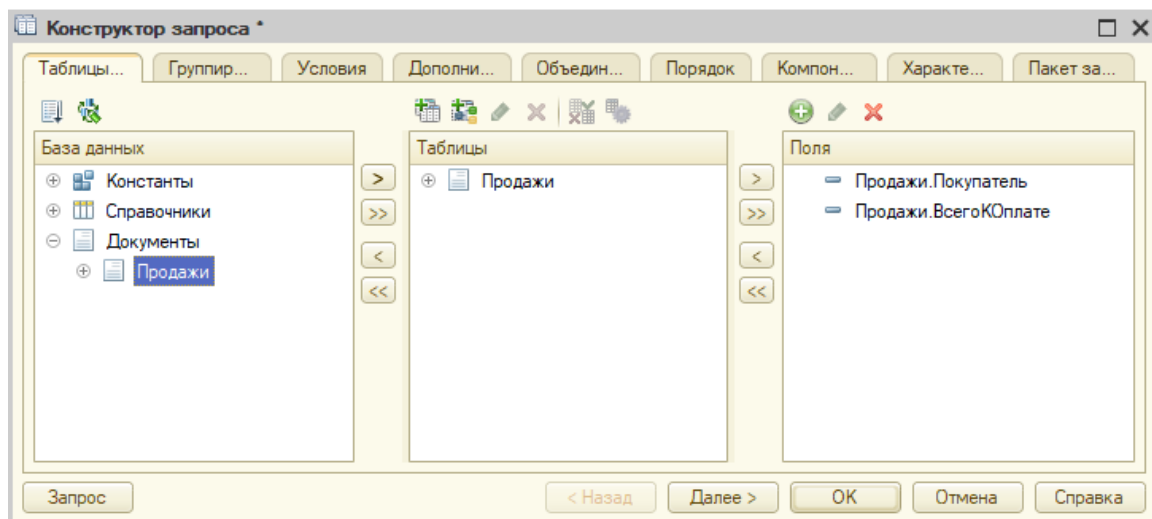 Конструктор запроса *
Таблицы... Группир... Условия Дополни... Объедин... Порядок Компон... Характе... Пакет за...
База данных Таблицы Поля
Константы > Продажи > Продажи.Покупатель
Справочники >> >> Продажи.ВсегоКОплате
Документы < <
Продажи << <<
Запрос < Назад Далее > ОК Отмена Справка